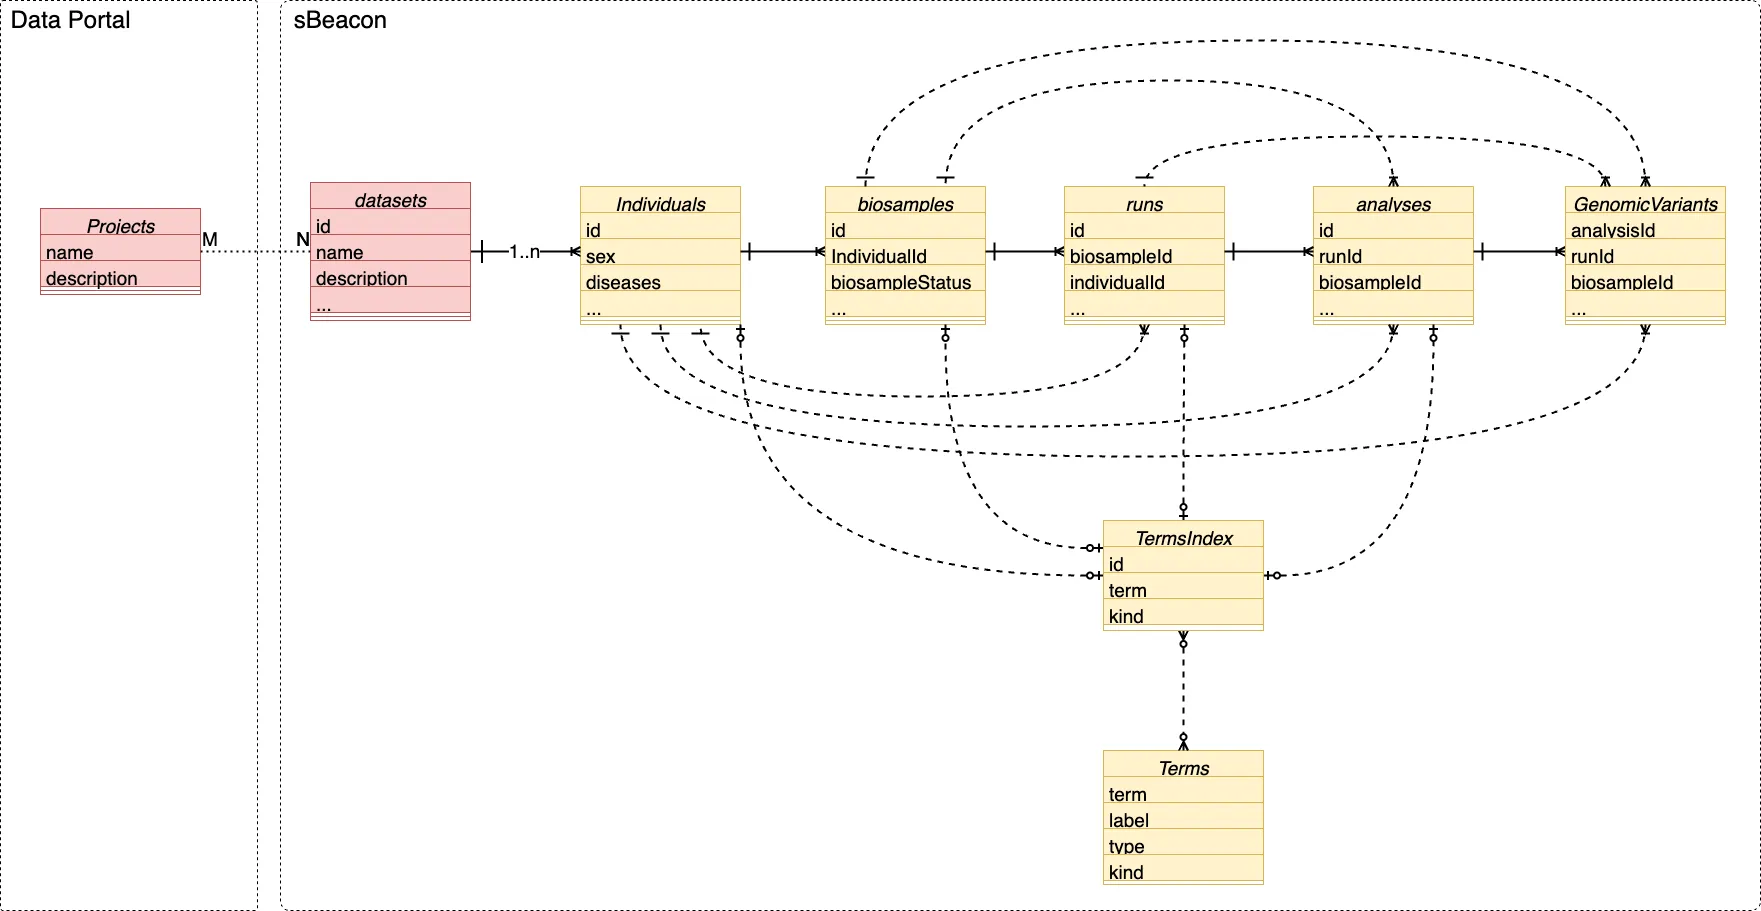 Data Portal
sBeacon
Projects
name
description
M
N
datasets
id
name
description
...
1..n
Individuals
id
sex
diseases
...
biosamples
id
IndividualId
biosampleStatus
...
runs
id
biosampleId
individualId
...
analyses
id
runId
biosampleId
...
GenomicVariants
analysisId
runId
biosampleId
...
TermsIndex
id
term
kind
Terms
term
label
type
kind